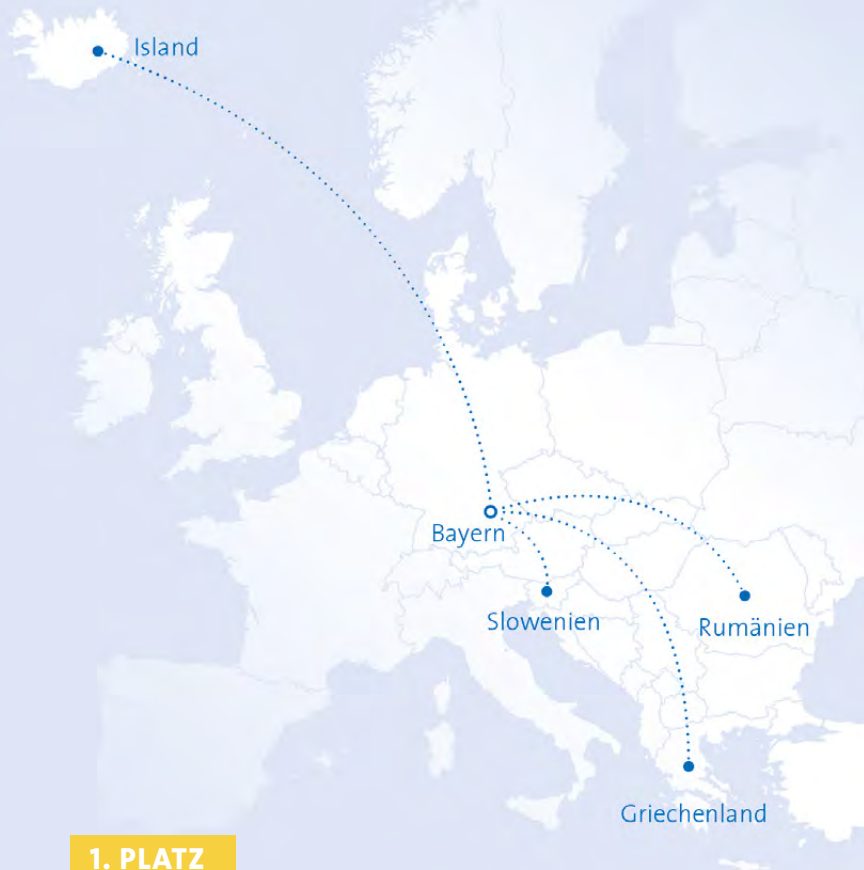 Island
Bayern
Slowenien
Rumänien
Griechenland
1. PLATZ